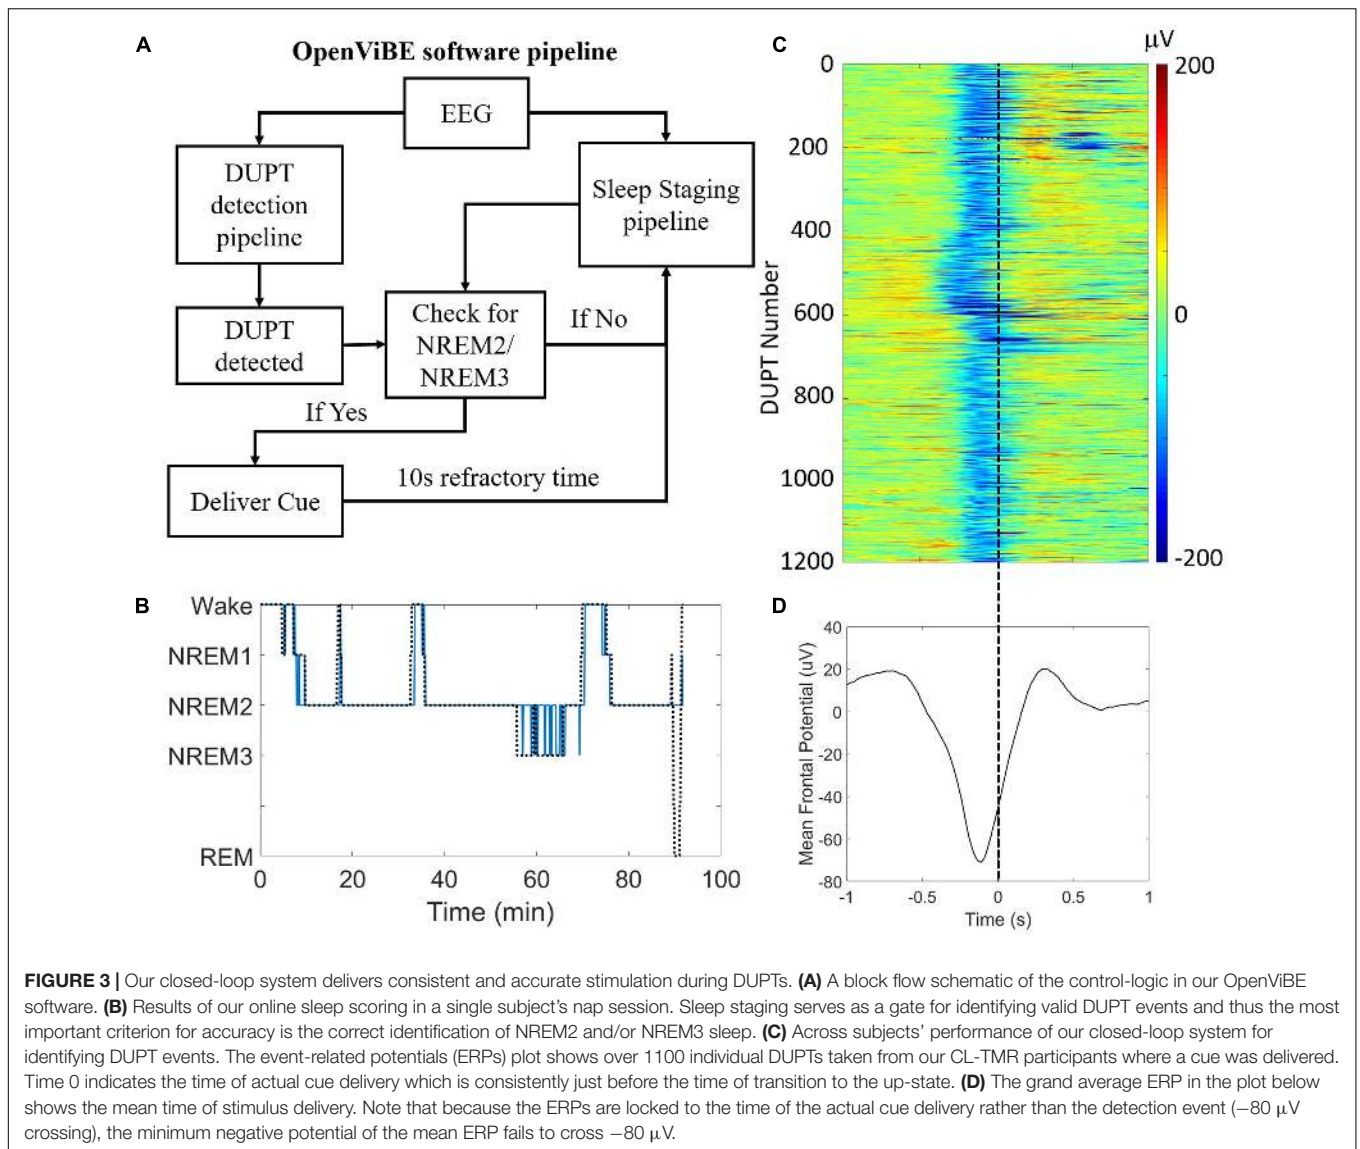 A
OpenViBE software pipeline
EEG
DUPT
detection
pipeline
Sleep Staging
pipeline
DUPT
detected
Check for
NREM2/
NREM3
If No
If Yes
Deliver Cue
10s refractory time
B
Wake
NREM1
NREM2
NREM3
REM
0 20 40 60 80 100
Time (min)
C
μV
0
200
400
600
800
1000
1200
DUPT Number
200
0
-200
D
40
20
0
-20
-40
-60
-80
Mean Frontal Potential (uV)
-1 -0.5 0 0.5 1
Time (s)
FIGURE 3 | Our closed-loop system delivers consistent and accurate stimulation during DUPTs. (A) A block flow schematic of the control-logic in our OpenViBE
software. (B) Results of our online sleep scoring in a single subject's nap session. Sleep staging serves as a gate for identifying valid DUPT events and thus the most
important criterion for accuracy is the correct identification of NREM2 and/or NREM3 sleep. (C) Across subjects' performance of our closed-loop system for
identifying DUPT events. The event-related potentials (ERPs) plot shows over 1100 individual DUPTs taken from our CL-TMR participants where a cue was delivered.
Time 0 indicates the time of actual cue delivery which is consistently just before the time of transition to the up-state. (D) The grand average ERP in the plot below
shows the mean time of stimulus delivery. Note that because the ERPs are locked to the time of the actual cue delivery rather than the detection event (−80 μV
crossing), the minimum negative potential of the mean ERP fails to cross −80 μV.